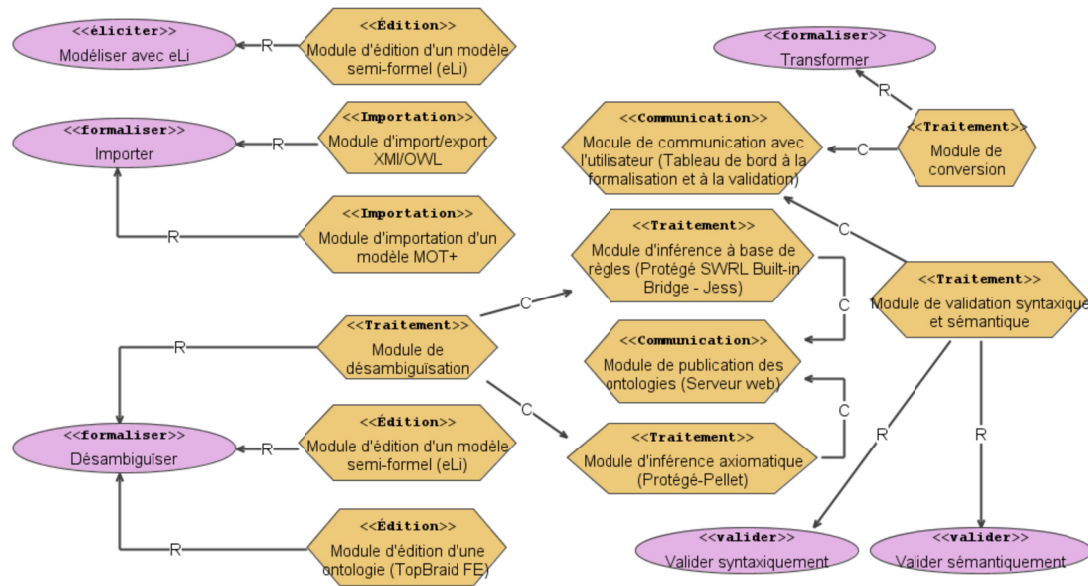 <<éliciter>>
Modéliser avec eLi
R
<<Édition>>
Module d'édition d'un modèle
semi-formel (eLi)
<<formaliser>>
Transformer
R
<<formaliser>>
Importer
R
<<Importation>>
Module d'import/export
XMI/OWL
<<Communication>>
Mocule de communication avec
l'utilisateur (Tableau de bord à la
formalisation et à la validation)
C
<<Traitement>>
Module de
conversion
R
<<Importation>>
Module d'importation d'un
modèle MOT+
<<Traitement>>
Mcdule d'inférence à base de
règles (Protégé SWRL Built-in
Bridge - Jess)
C
C
<<Traitement>>
Module de validation syntaxique
et sémantique
C
R
<<Traitement>>
Module de
désambiguïsation
<<Communication>>
Module de publication des
ontologies (Serveur web)
C
C
<<formaliser>>
Désambiguïser
R
<<Édition>>
Module d'édition d'un modèle
semi-formel (eLi)
<<Traitement>>
Module d'inférence axiomatique
(Protégé-Pellet)
R
R
R
<<Édition>>
Module d'édition d'une
ontologie (TopBraid FE)
<<valider>>
Valider syntaxiquement
<<valider>>
Vaider sémantiquement